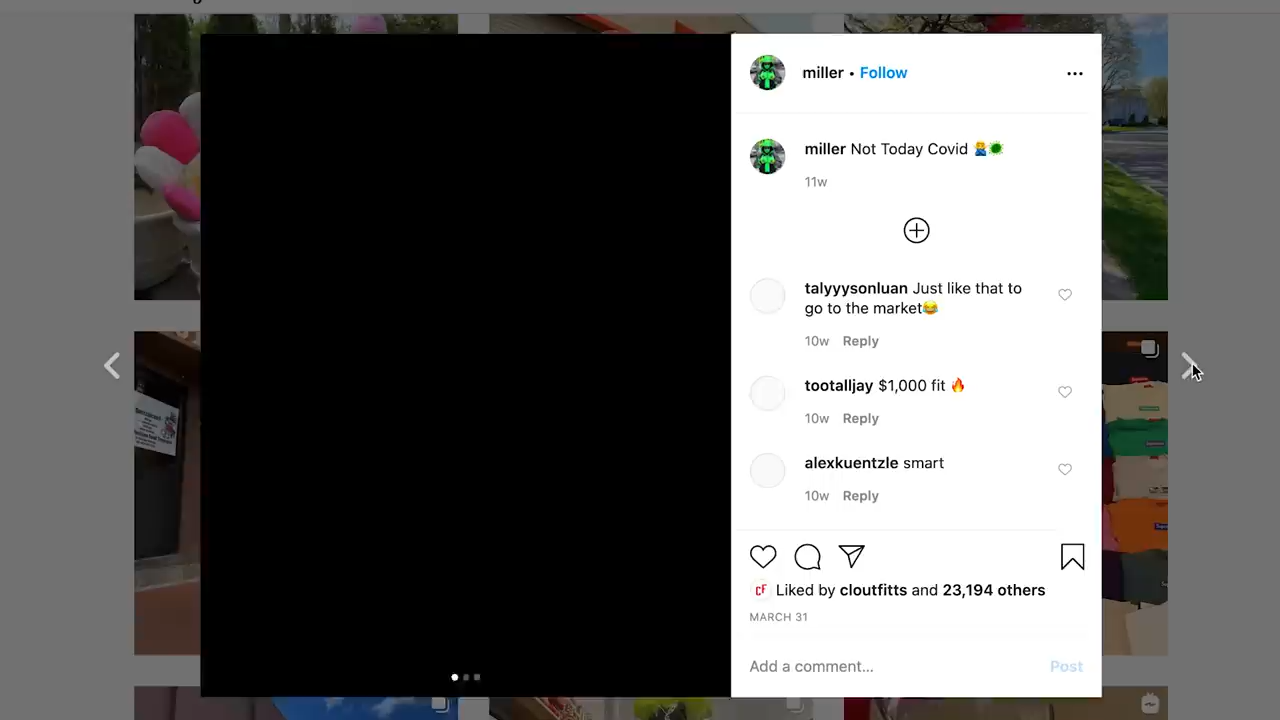 miller • Follow
miller Not Today Covid 🤷‍♂️🦠
11w
talyyysonluan Just like that to
go to the market😂
10w Reply
tootalljay $1,000 fit 🔥
10w Reply
alexkuentzle smart
10w Reply
CF Liked by cloutfitts and 23,194 others
MARCH 31
Add a comment... Post